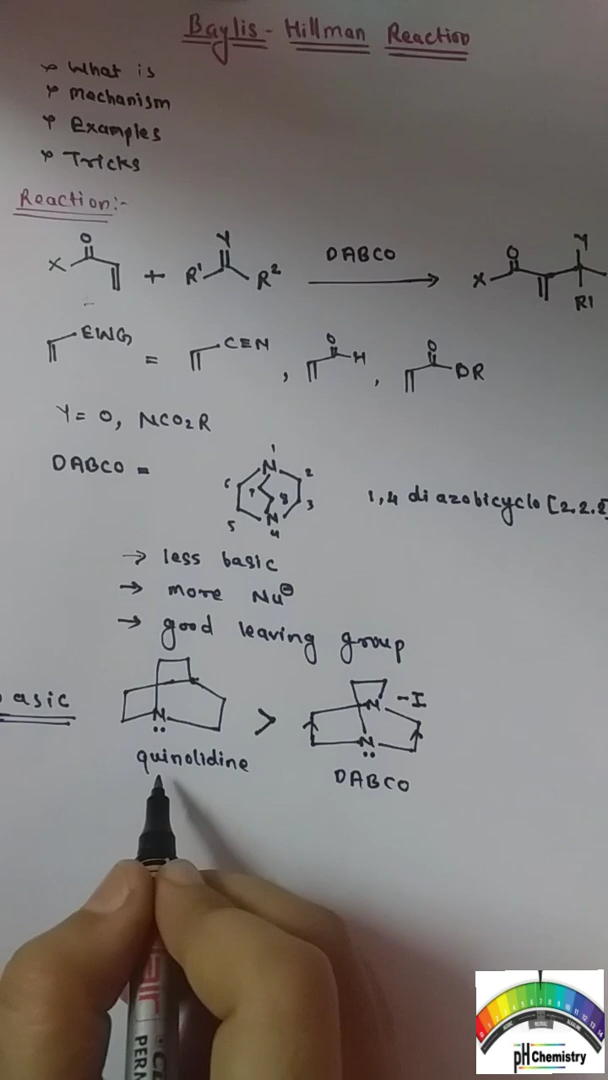 Baylis - Hillman Reaction
What is
Mechanism
Examples
Tricks
Reaction:-
X O + Y R¹ R² DABCO X O Y R1
EWG = C≡N , O H , O OR
Y = O, NCO2R
DABCO = N 1 2 3 N 4 5 6 7 8 1,4 diazobicyclo [2.2.2]
→ less basic
→ more Nu⊖
→ good leaving group
asic N > N -I N
quinolidine DABCO
pH Chemistry